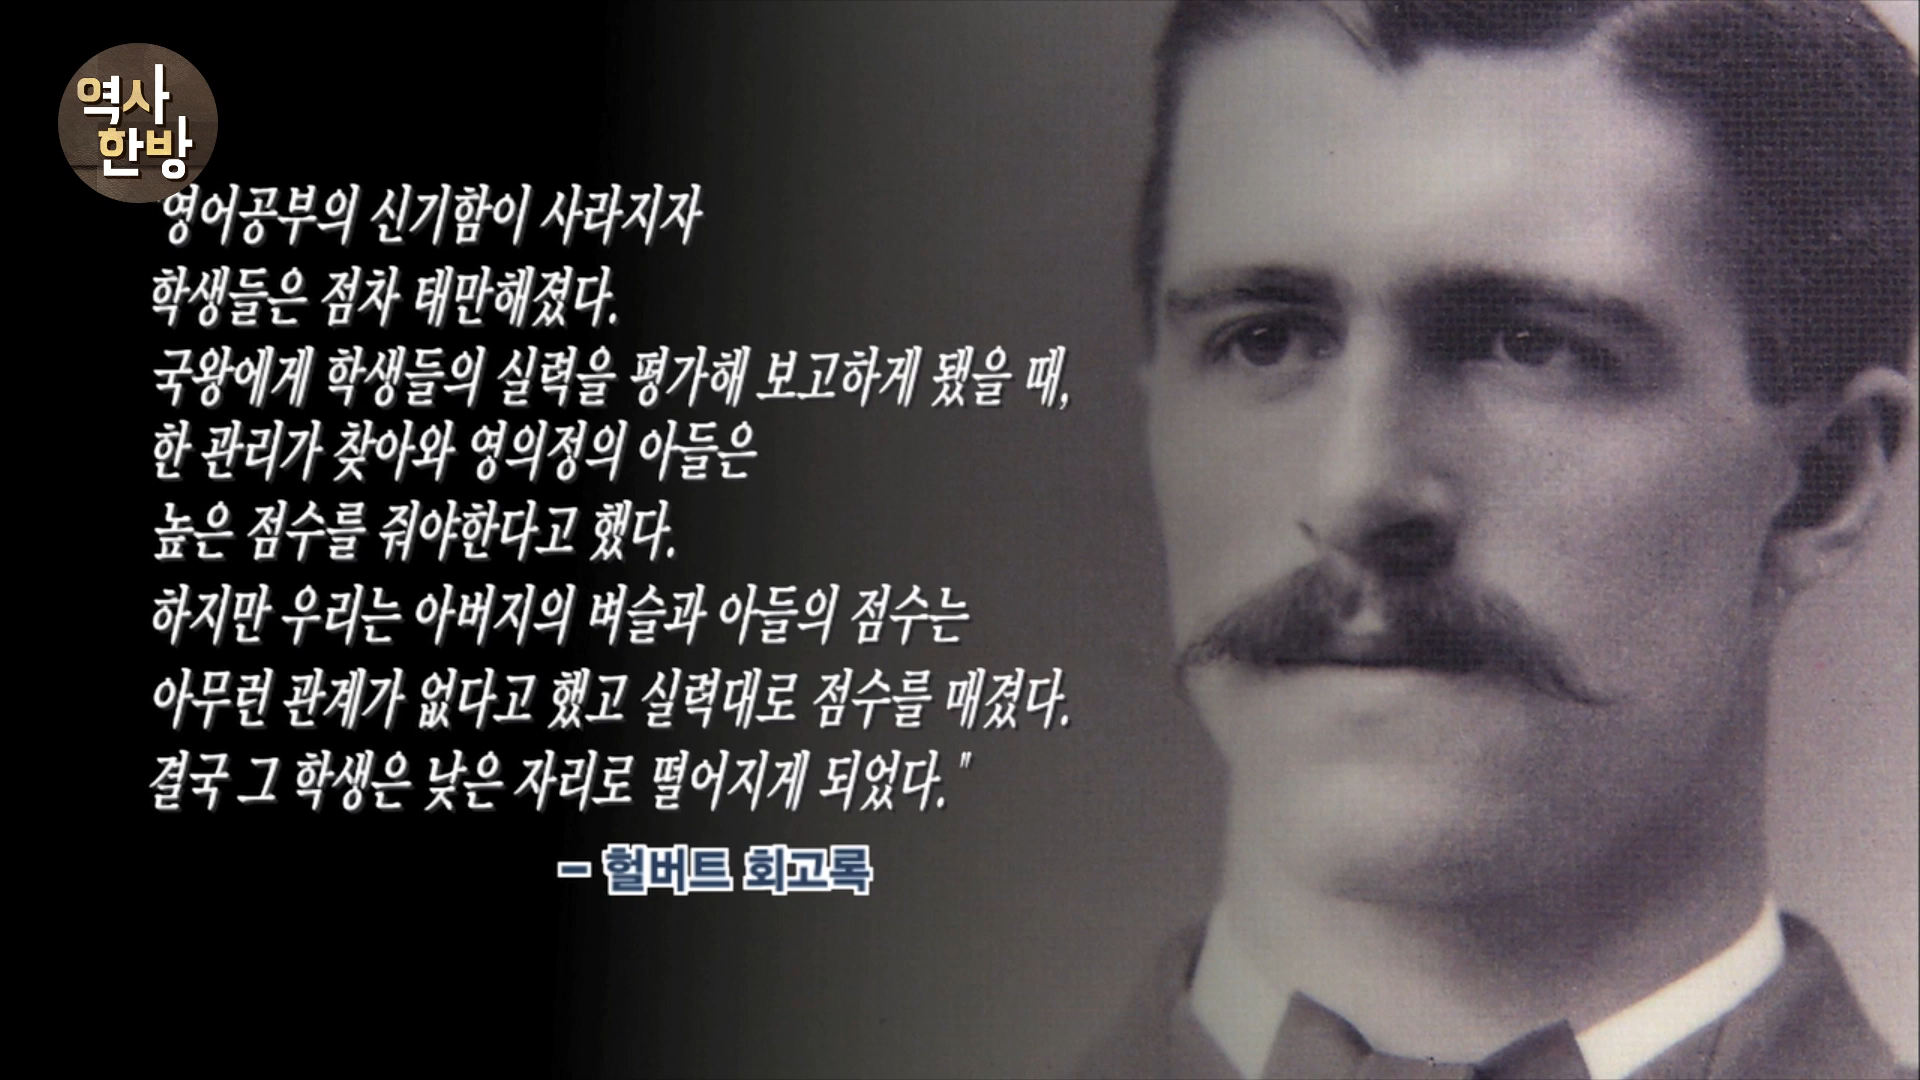 역사
한방
영어공부의 신기함이 사라지자
학생들은 점차 태만해졌다.
국왕에게 학생들의 실력을 평가해 보고하게 됐을 때,
한 관리가 찾아와 영의정의 아들은
높은 점수를 줘야한다고 했다.
하지만 우리는 아버지의 벼슬과 아들의 점수는
아무런 관계가 없다고 했고 실력대로 점수를 매겼다.
결국 그 학생은 낮은 자리로 떨어지게 되었다."
- 헐버트 회고록